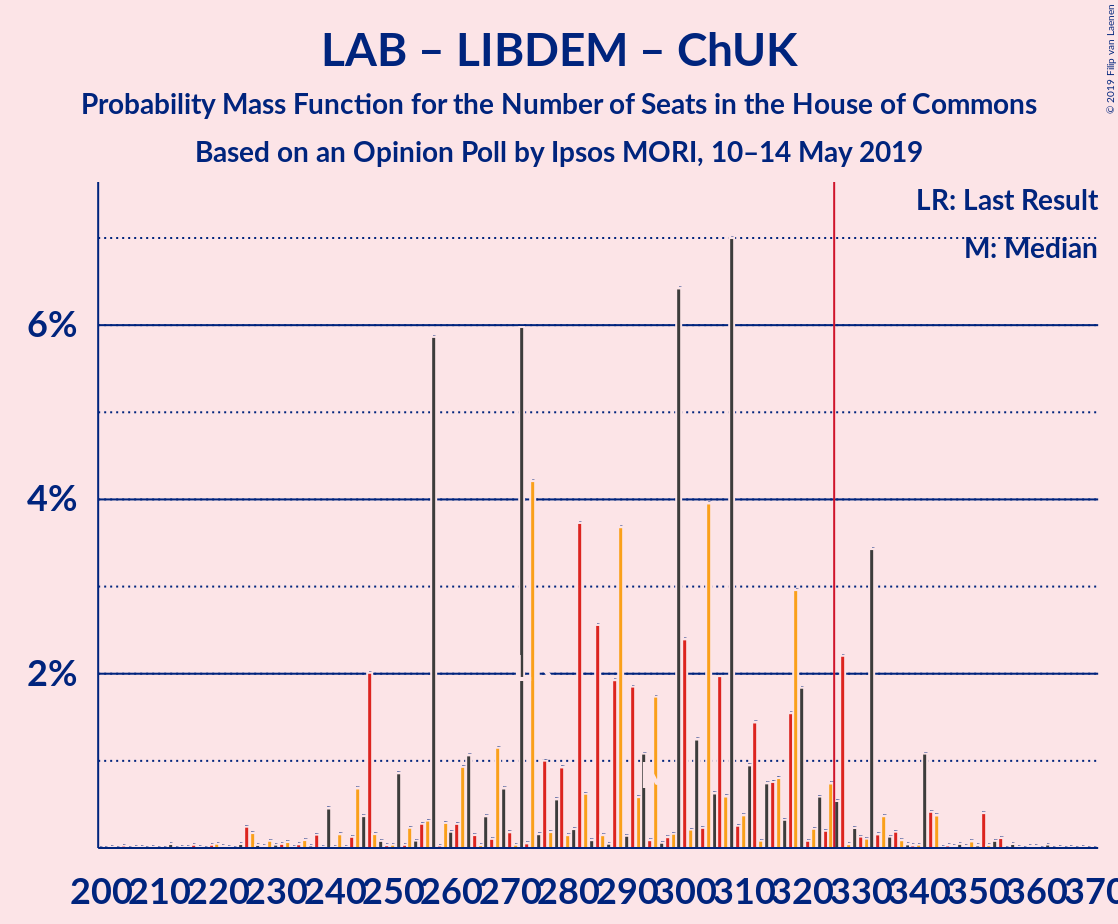 LAB – LIBDEM – ChUK
Probability Mass Function for the Number of Seats in the House of Commons
Based on an Opinion Poll by Ipsos MORI, 10–14 May 2019
© 2019 Filip van Laenen
LR: Last Result
M: Median
6%
4%
2%
200 210 220 230 240 250 260 270 280 290 300 310 320 330 340 350 360 370